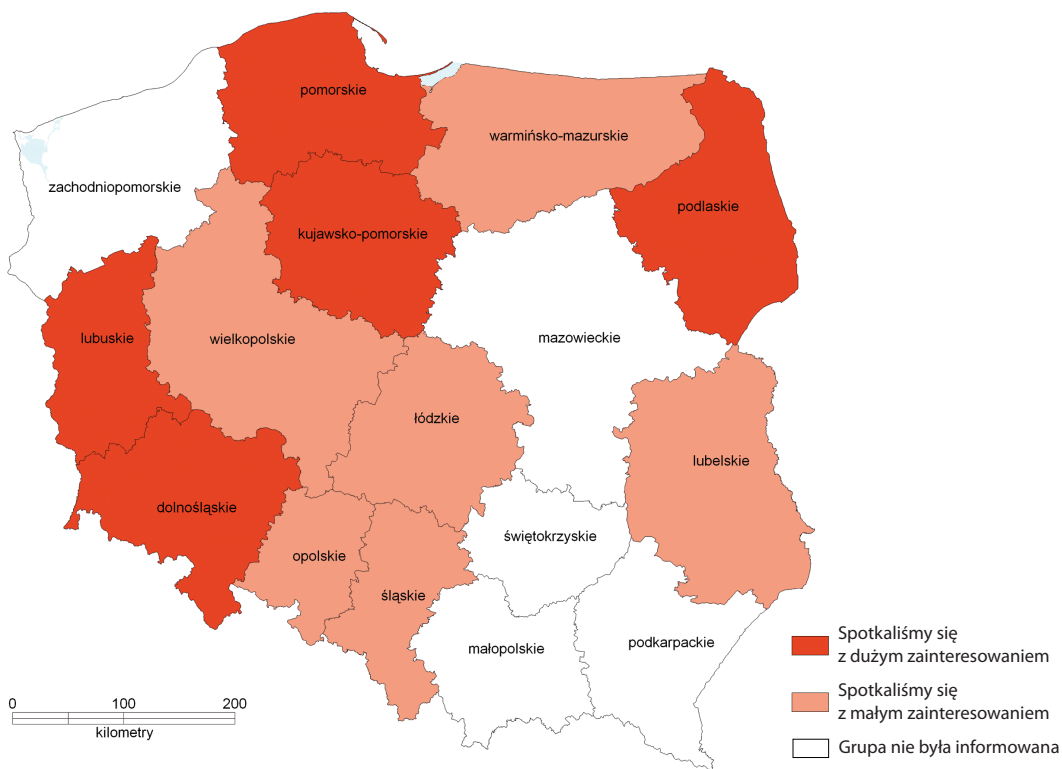 pomorskie
warmińsko-mazurskie
zachodniopomorskie
podlaskie
kujawsko-pomorskie
lubuskie
wielkopolskie
mazowieckie
łódzkie
lubelskie
dolnośląskie
świętokrzyskie
opolskie
śląskie
małopolskie
podkarpackie
Spotkaliśmy się
z dużym zainteresowaniem
Spotkaliśmy się
z małym zainteresowaniem
Grupa nie była informowana
0 100 200
kilometry